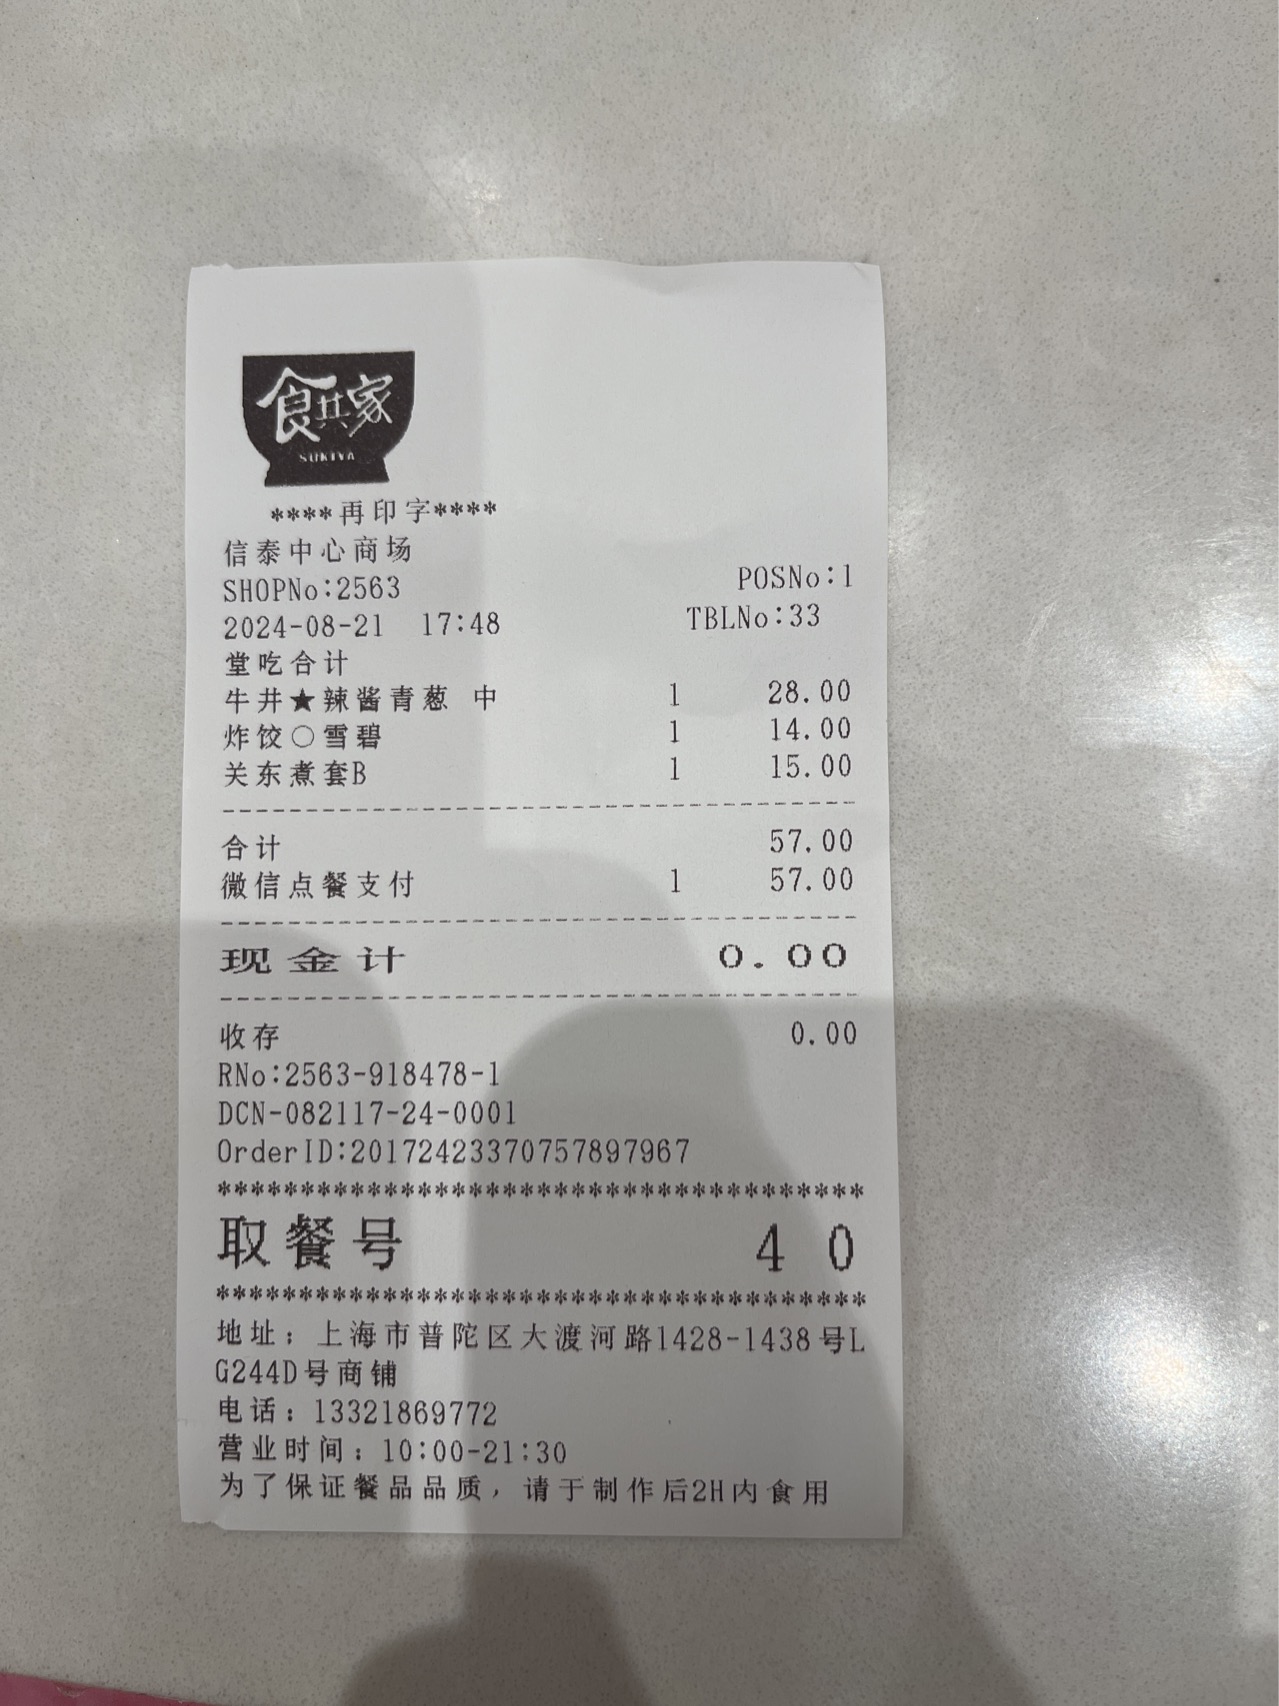 食其家
SUKIYA
****再印字****
信泰中心商场
SHOPNo:2563 POSNo:1
2024-08-21 17:48 TBLNo:33
堂吃合计
牛井★辣酱青葱 中 1 28.00
炸饺○雪碧 1 14.00
关东煮套B 1 15.00
合计 57.00
微信点餐支付 1 57.00
现金计 0.00
收存 0.00
RNo:2563-918478-1
DCN-082117-24-0001
OrderID:20172423370757897967
***************************************
取餐号 40
***************************************
地址：上海市普陀区大渡河路1428-1438号L
G244D号商铺
电话：13321869772
营业时间：10:00-21:30
为了保证餐品品质，请于制作后2H内食用